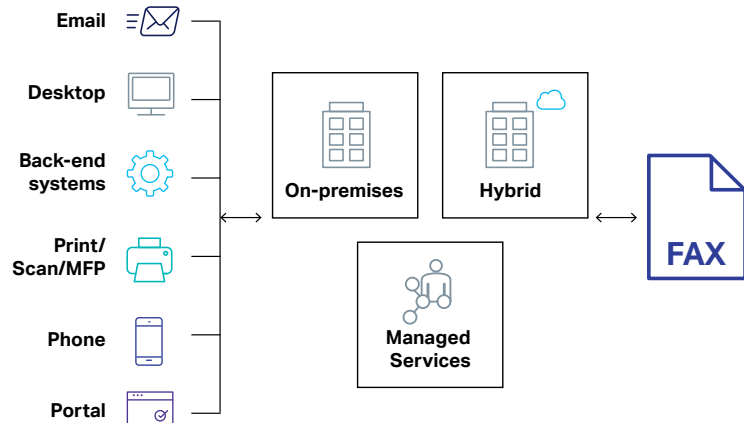 Email
Desktop
Back-end
systems
Print/
Scan/MFP
Phone
Portal
On-premises
Hybrid
Managed
Services
FAX